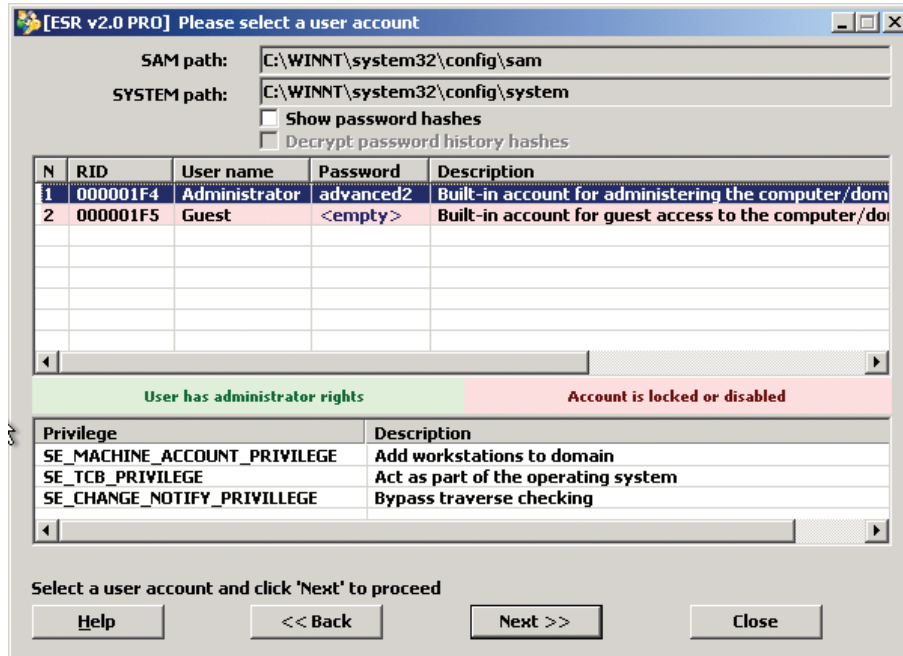 [ESR v2.0 PRO] Please select a user account
SAM path: C:\WINNT\system32\config\sam
SYSTEM path: C:\WINNT\system32\config\system
Show password hashes
Decrypt password history hashes
N RID User name Password Description
1 000001F4 Administrator advanced2 Built-in account for administering the computer/dom
2 000001F5 Guest <empty> Built-in account for guest access to the computer/do
User has administrator rights Account is locked or disabled
Privilege Description
SE_MACHINE_ACCOUNT_PRIVILEGE Add workstations to domain
SE_TCB_PRIVILEGE Act as part of the operating system
SE_CHANGE_NOTIFY_PRIVILLEGE Bypass traverse checking
Select a user account and click 'Next' to proceed
Help << Back Next >> Close